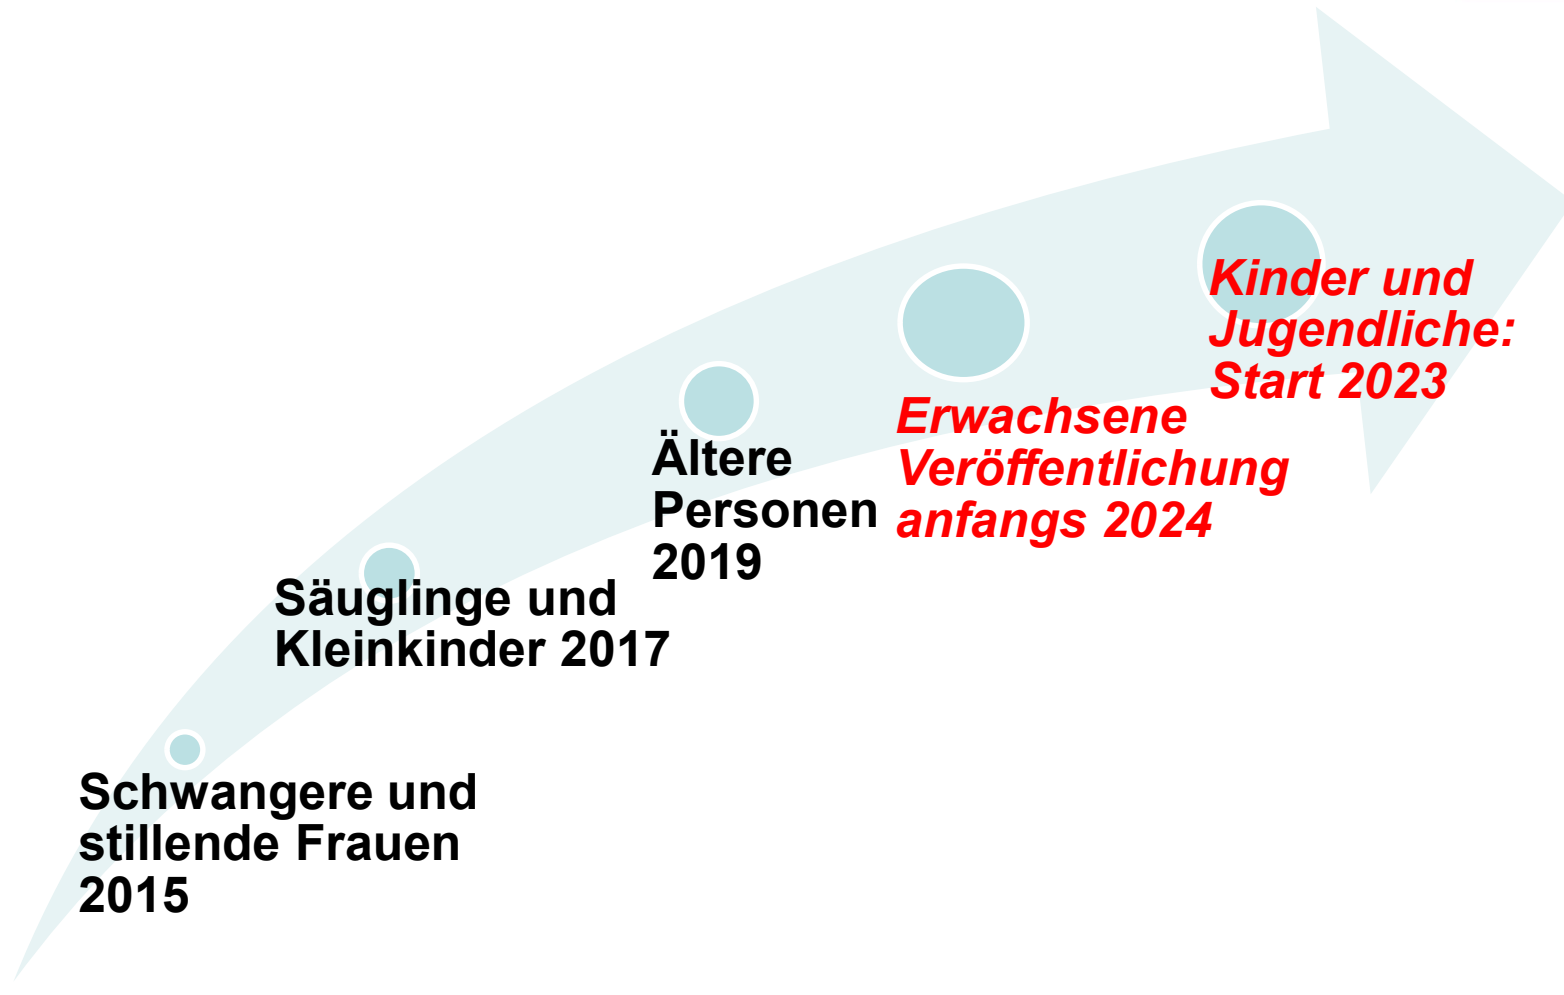 Schwangere und
stillende Frauen
2015
Säuglinge und
Kleinkinder 2017
Ältere
Personen
2019
Erwachsene
Veröffentlichung
anfangs 2024
Kinder und
Jugendliche:
Start 2023